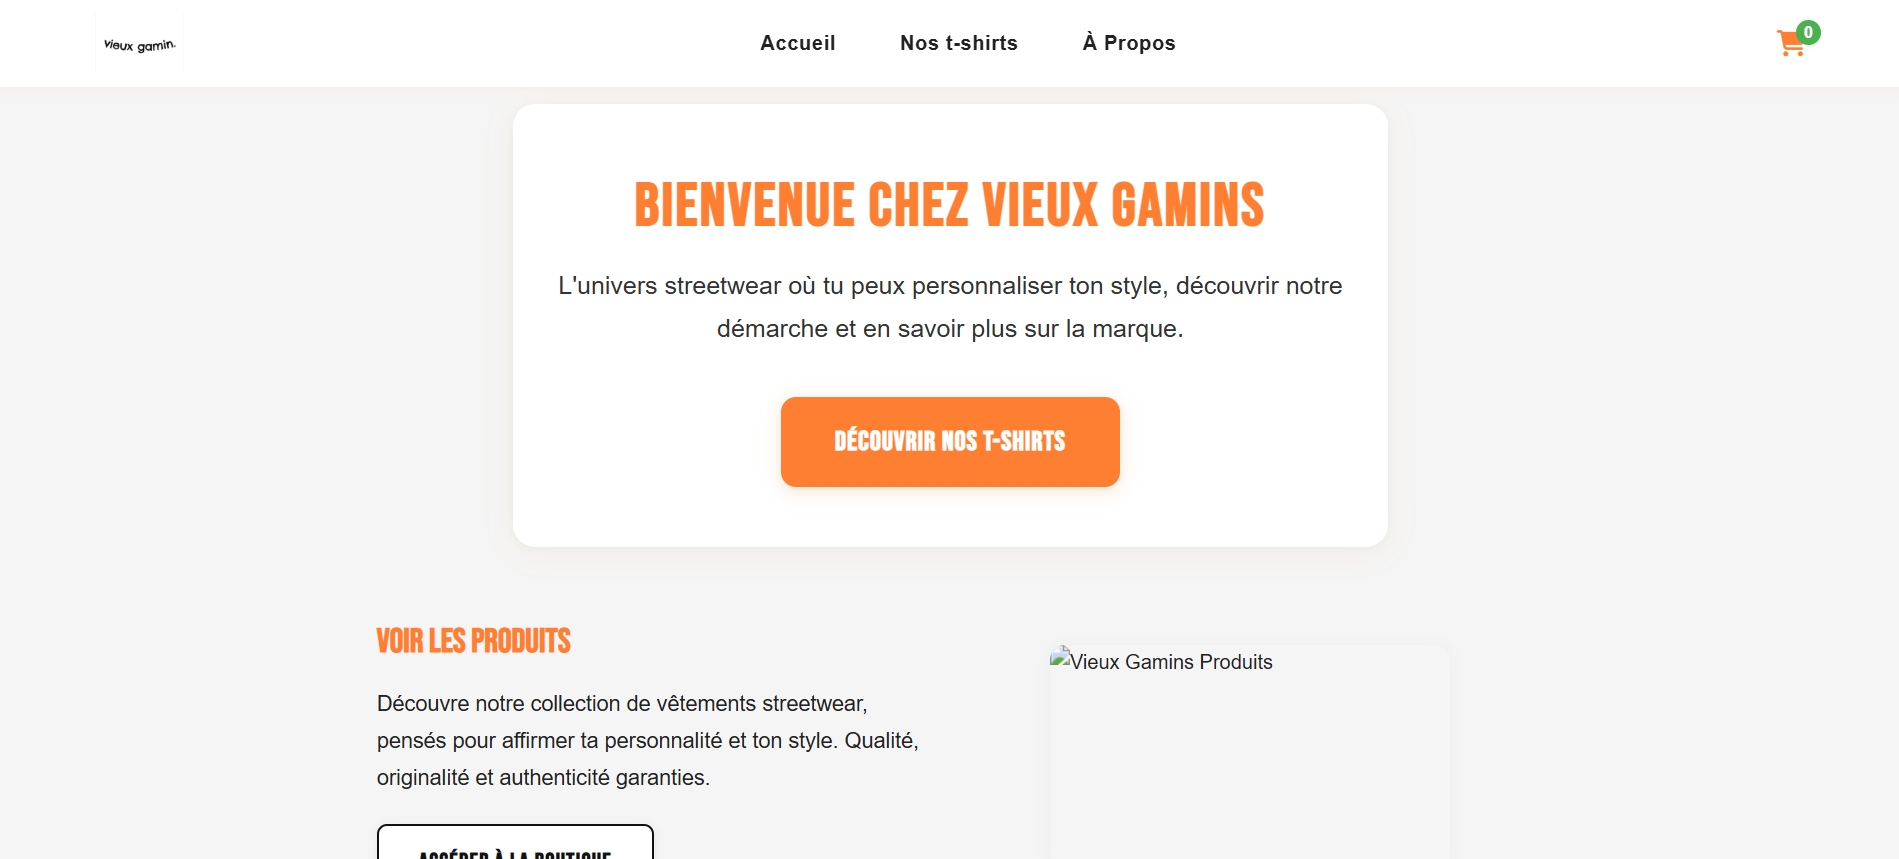 vieux gamin.
Accueil
Nos t-shirts
À Propos
0
BIENVENUE CHEZ VIEUX GAMINS
L'univers streetwear où tu peux personnaliser ton style, découvrir notre
démarche et en savoir plus sur la marque.
DÉCOUVRIR NOS T-SHIRTS
VOIR LES PRODUITS
Découvre notre collection de vêtements streetwear,
pensés pour affirmer ta personnalité et ton style. Qualité,
originalité et authenticité garanties.
ACCÉDER À LA BOUTIQUE
Vieux Gamins Produits